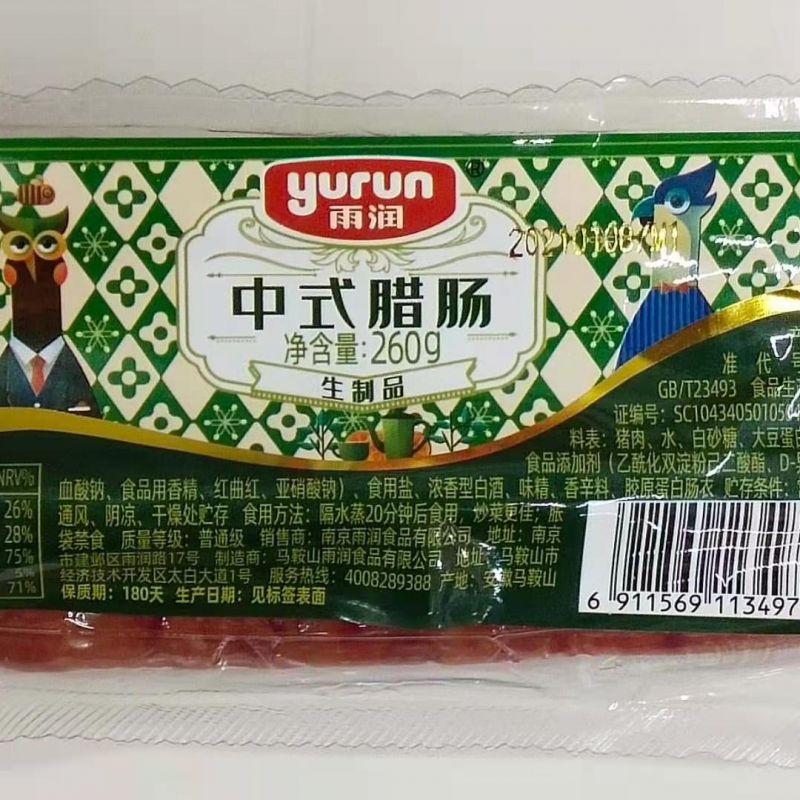 yurun
®
雨润
20210108/M1
中式腊肠
净含量:260g
生制品
准 代 号
GB/T23493 食品生
证编号: SC104340501050
料表: 猪肉、水、白砂糖、大豆蛋
食品添加剂（乙酰化双淀粉己二酸酯、D-
血酸钠、食品用香精、红曲红、亚硝酸钠）、食用盐、浓香型白酒、味精、香辛料、胶原蛋白肠衣 贮存条件:
通风、阴凉、干燥处贮存 食用方法: 隔水蒸20分钟后食用, 炒菜更佳, 胀
袋禁食 质量等级: 普通级 销售商: 南京雨润食品有限公司 地址: 南京
市建邺区雨润路17号 制造商: 马鞍山雨润食品有限公司 地址: 马鞍山市
经济技术开发区太白大道1号 服务热线: 4008289388 产地: 安徽马鞍山
保质期: 180天 生产日期: 见标签表面
NRV%
26%
28%
75%
5%
71%
6 911569 113497